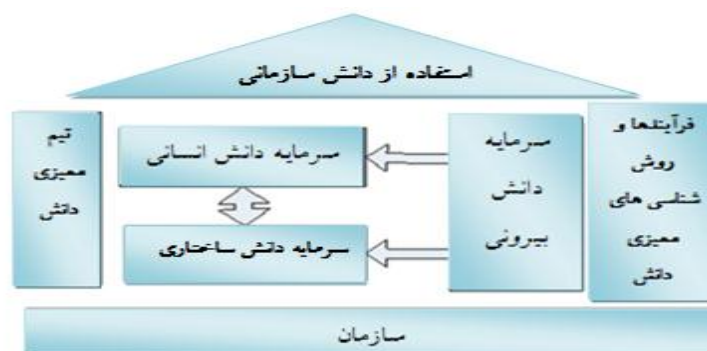 استفاده از دانش سازمانی
فرآیندها و
روش
شناسی های
ممیزی
دانش
سرمایه
دانش
بیرونی
سرمایه دانش انسانی
سرمایه دانش ساختاری
تیم
ممیزی
دانش
سازمان